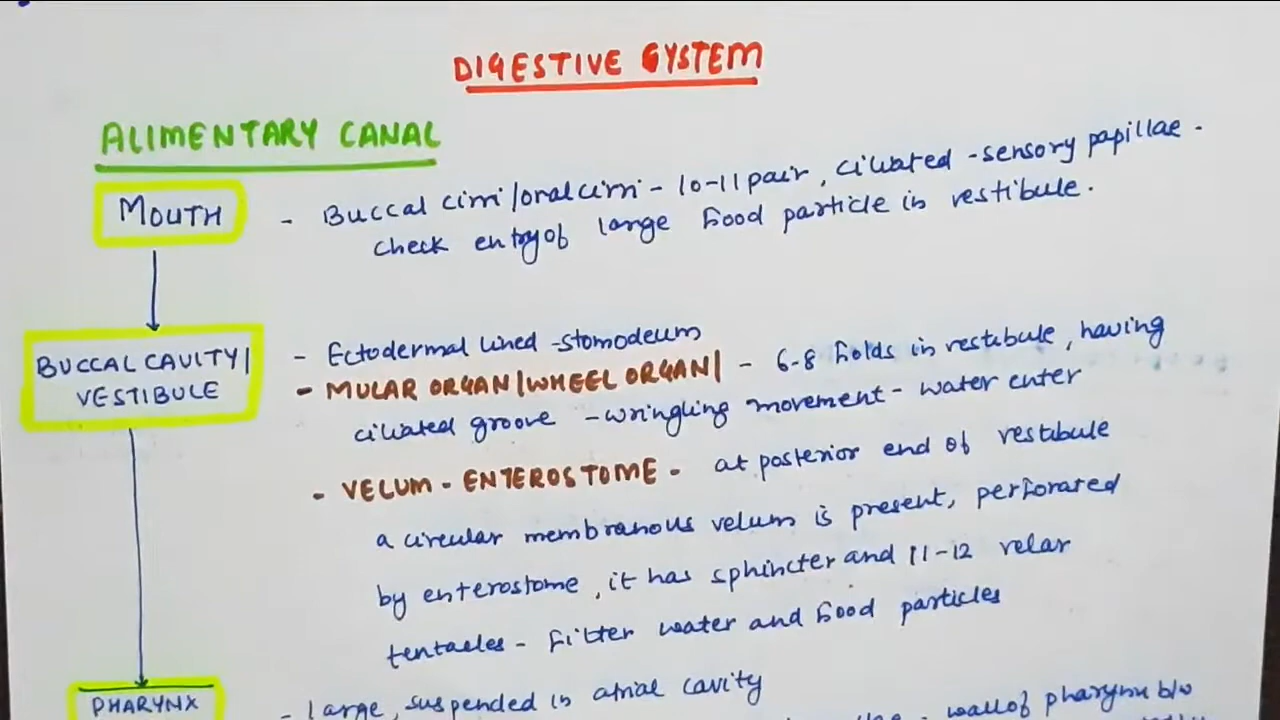 DIGESTIVE SYSTEM
ALIMENTARY CANAL
MOUTH
- Buccal cirri/oral cirri - 10-11 pair, ciliated - sensory papillae.
check entry of large food particle in vestibule.
BUCCAL CAVITY/
VESTIBULE
- Ectodermal lined - stomodeum
- MULAR ORGAN/WHEEL ORGAN/ - 6-8 folds in vestibule, having
ciliated groove - wringling movement - water enter
- VELUM - ENTEROSTOME - at posterior end of vestibule
a circular membranous velum is present, perforated
by enterostome, it has sphincter and 11-12 velar
tentacles - filter water and food particles
PHARYNX
- large, suspended in atrial cavity
- wall of pharynx b/w